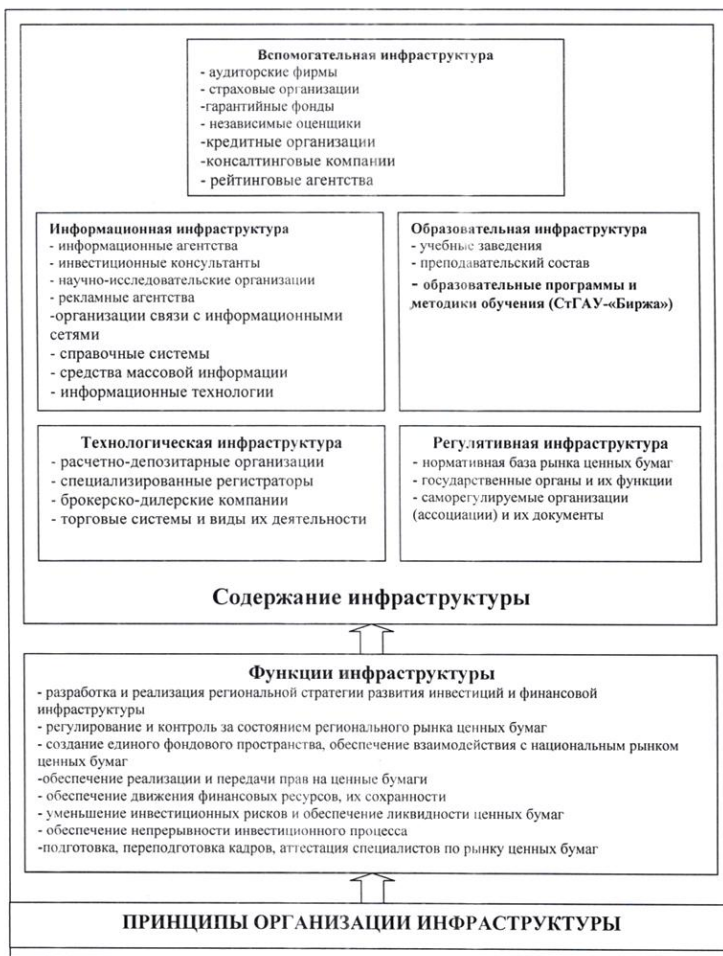 Вспомогательная инфраструктура
- аудиторские фирмы
- страховые организации
-гарантийные фонды
- независимые оценщики
-кредитные организации
-консалтинговые компании
- рейтинговые агентства
Информационная инфраструктура
- информационные агентства
- инвестиционные консультанты
- научно-исследовательские организации
- рекламные агентства
-организации связи с информационными
сетями
- справочные системы
- средства массовой информации
- информационные технологии
Образовательная инфраструктура
- учебные заведения
- преподавательский состав
- образовательные программы и
методики обучения (СтГАУ-«Биржа»)
Технологическая инфраструктура
- расчетно-депозитарные организации
- специализированные регистраторы
- брокерско-дилерские компании
- торговые системы и виды их деятельности
Регулятивная инфраструктура
- нормативная база рынка ценных бумаг
- государственные органы и их функции
- саморегулируемые организации
(ассоциации) и их документы
Содержание инфраструктуры
Функции инфраструктуры
- разработка и реализация региональной стратегии развития инвестиций и финансовой
инфраструктуры
- регулирование и контроль за состоянием регионального рынка ценных бумаг
- создание единого фондового пространства, обеспечение взаимодействия с национальным рынком
ценных бумаг
-обеспечение реализации и передачи прав на ценные бумаги
- обеспечение движения финансовых ресурсов, их сохранности
- уменьшение инвестиционных рисков и обеспечение ликвидности ценных бумаг
- обеспечение непрерывности инвестиционного процесса
-подготовка, переподготовка кадров, аттестация специалистов по рынку ценных бумаг
ПРИНЦИПЫ ОРГАНИЗАЦИИ ИНФРАСТРУКТУРЫ